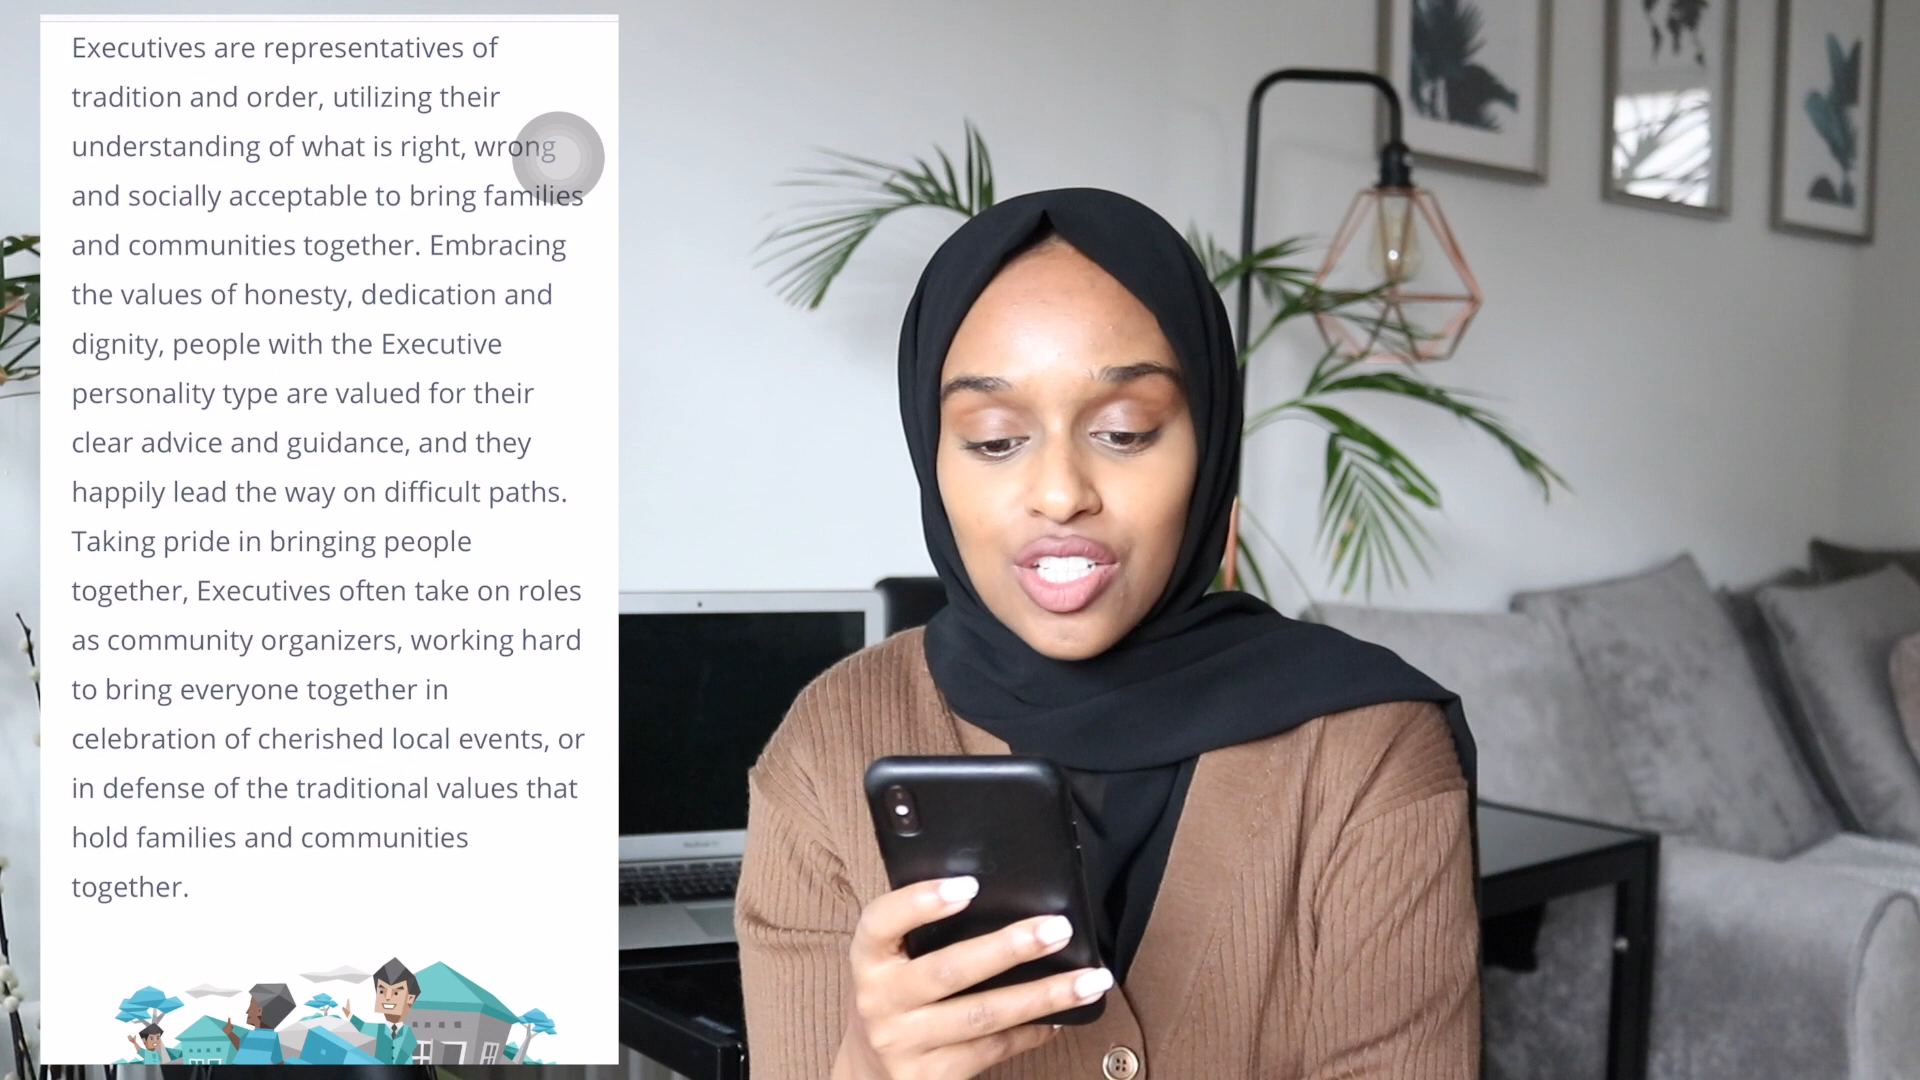 Executives are representatives of
tradition and order, utilizing their
understanding of what is right, wrong
and socially acceptable to bring families
and communities together. Embracing
the values of honesty, dedication and
dignity, people with the Executive
personality type are valued for their
clear advice and guidance, and they
happily lead the way on difficult paths.
Taking pride in bringing people
together, Executives often take on roles
as community organizers, working hard
to bring everyone together in
celebration of cherished local events, or
in defense of the traditional values that
hold families and communities
together.